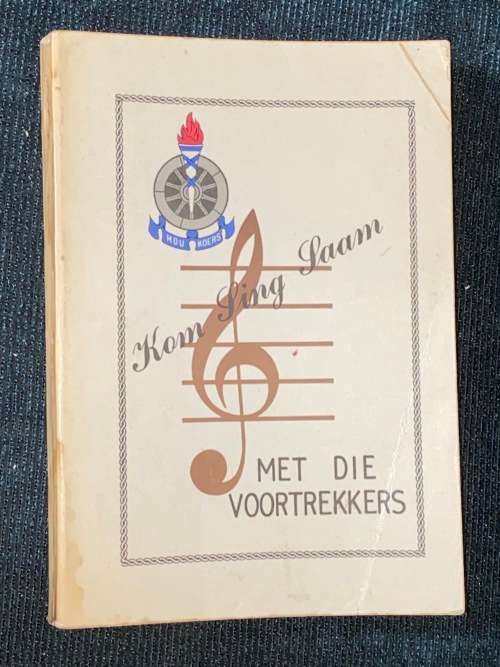 HOU KOERS
Kom Sing Saam
MET DIE
VOORTREKKERS